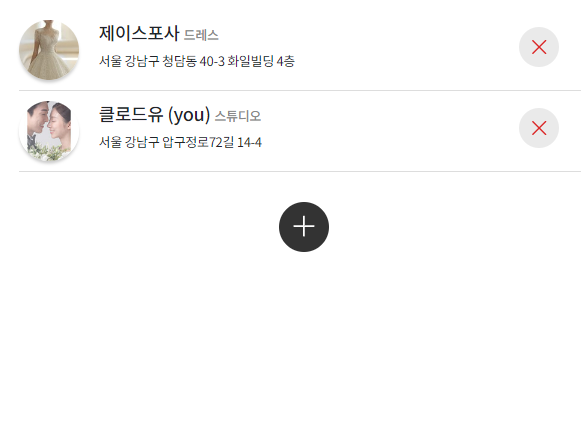 제이스포사 드레스
서울 강남구 청담동 40-3 화일빌딩 4층
클로드유 (you) 스튜디오
서울 강남구 압구정로72길 14-4